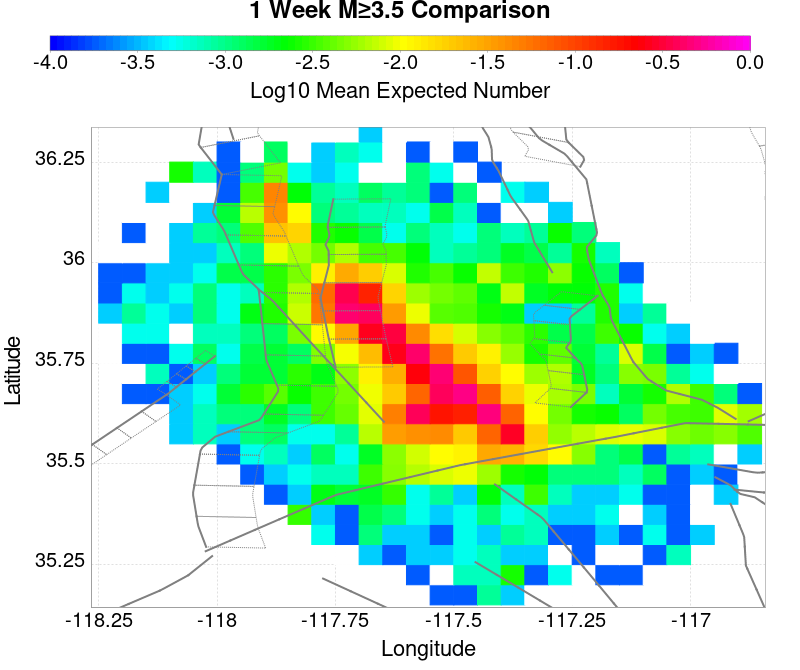 1 Week M≥3.5 Comparison
-4.0 -3.5 -3.0 -2.5 -2.0 -1.5 -1.0 -0.5 0.0
Log10 Mean Expected Number
36.25
36
35.75
35.5
35.25
Latitude
-118.25 -118 -117.75 -117.5 -117.25 -117
Longitude